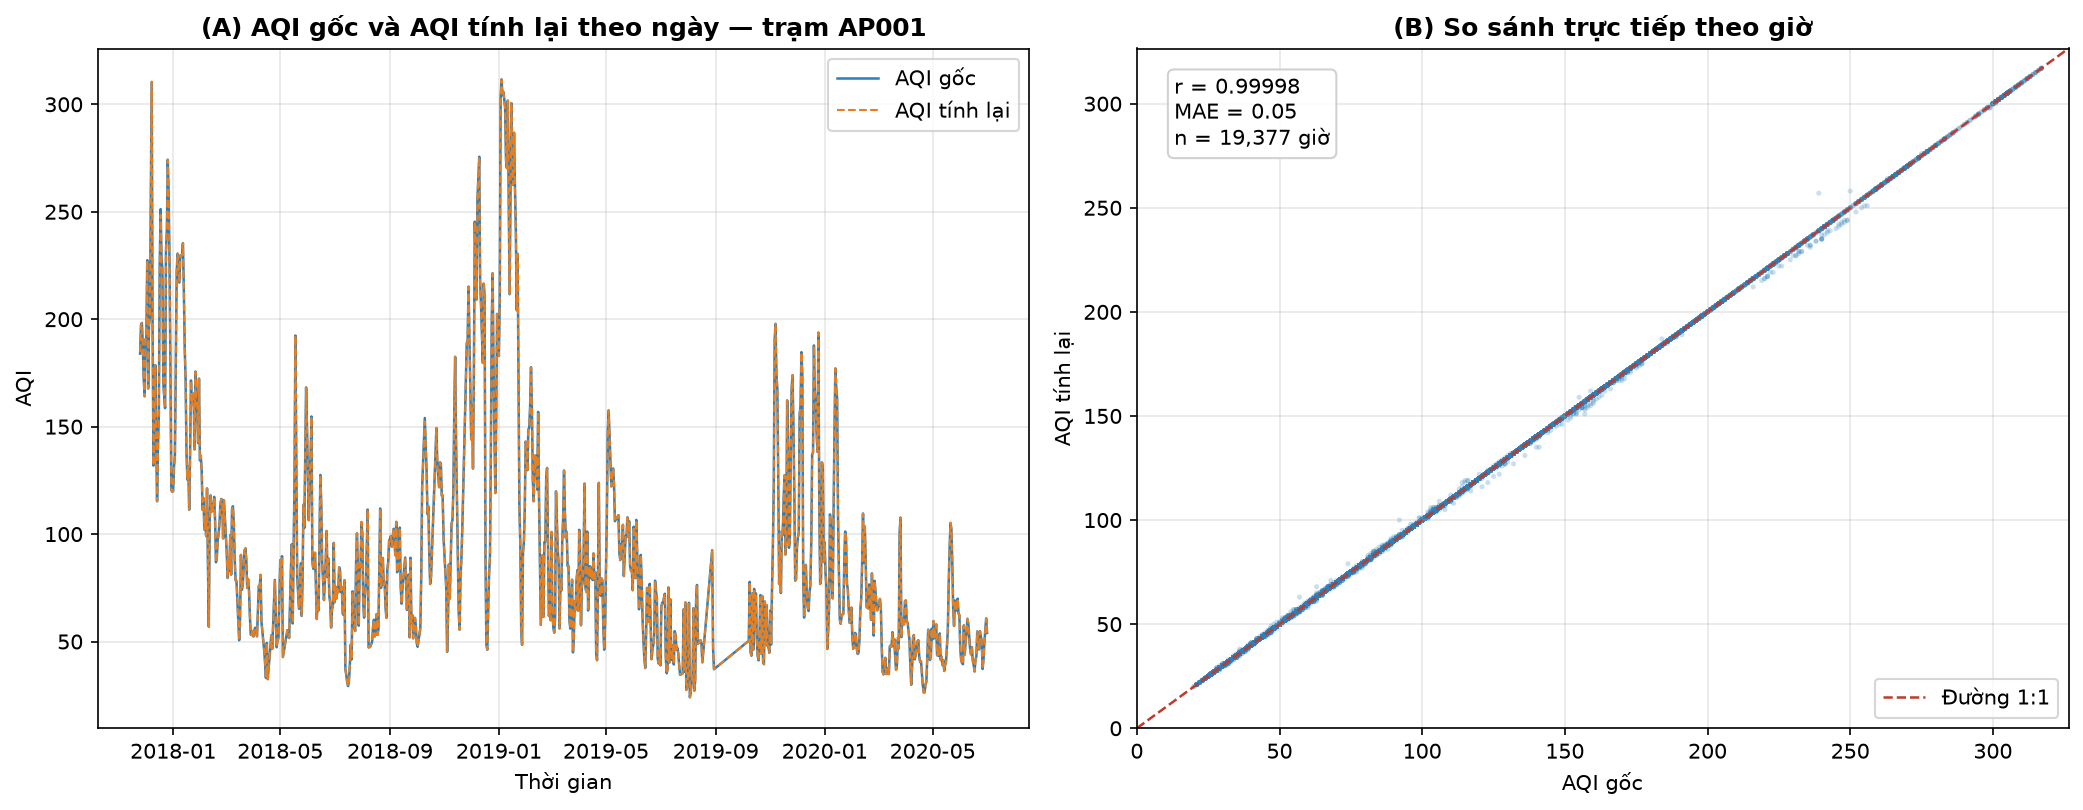 (A) AQI gốc và AQI tính lại theo ngày — trạm AP001
AQI gốc
AQI tính lại
AQI
300
250
200
150
100
50
2018-01
2018-05
2018-09
2019-01
2019-05
2019-09
2020-01
2020-05
Thời gian
(B) So sánh trực tiếp theo giờ
r = 0.99998
MAE = 0.05
n = 19,377 giờ
AQI tính lại
300
250
200
150
100
50
0
Đường 1:1
0
50
100
150
200
250
300
AQI gốc